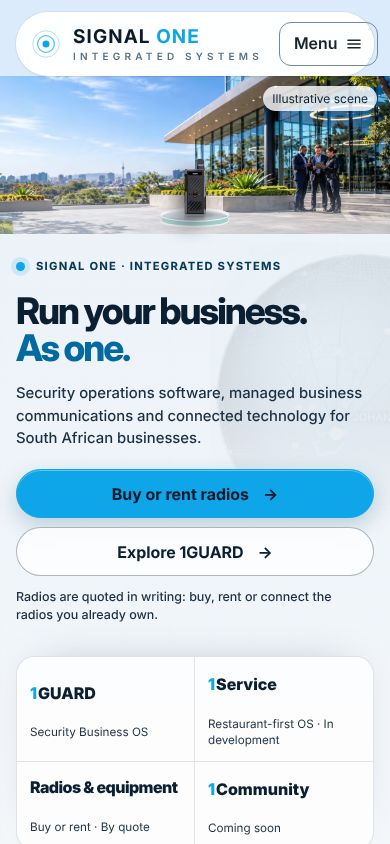 SIGNAL ONE
INTEGRATED SYSTEMS
Menu
Illustrative scene
SIGNAL ONE · INTEGRATED SYSTEMS
Run your business.
As one.
Security operations software, managed business
communications and connected technology for
South African businesses.
Buy or rent radios →
Explore 1GUARD →
Radios are quoted in writing: buy, rent or connect the
radios you already own.
1GUARD
Security Business OS
1Service
Restaurant-first OS · In
development
Radios & equipment
Buy or rent · By quote
1Community
Coming soon